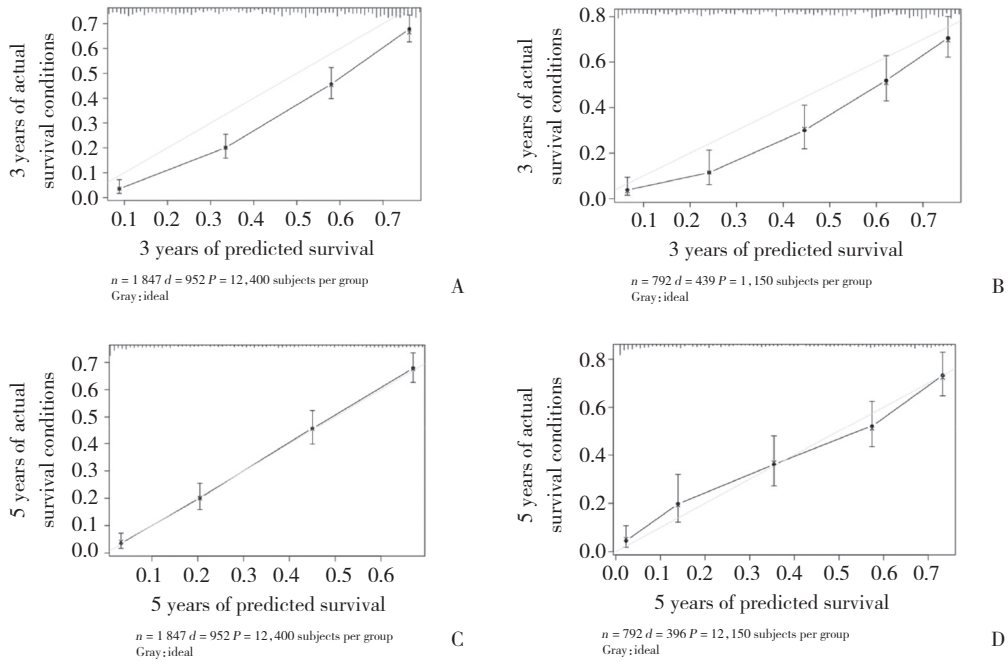 0.7
0.6
0.5
0.4
0.3
0.2
0.1
0.0
3 years of actual
survival conditions
0.1 0.2 0.3 0.4 0.5 0.6 0.7
3 years of predicted survival
n = 1 847 d = 952 P = 12,400 subjects per group
Gray: ideal
A
0.8
0.6
0.4
0.2
0.0
3 years of actual
survival conditions
0.1 0.2 0.3 0.4 0.5 0.6 0.7
3 years of predicted survival
n = 792 d = 439 P = 1,150 subjects per group
Gray: ideal
B
0.7
0.6
0.5
0.4
0.3
0.2
0.1
0.0
5 years of actual
survival conditions
0.1 0.2 0.3 0.4 0.5 0.6
5 years of predicted survival
n = 1 847 d = 952 P = 12,400 subjects per group
Gray: ideal
C
0.8
0.6
0.4
0.2
0.0
5 years of actual
survival conditions
0.0 0.1 0.2 0.3 0.4 0.5 0.6 0.7
5 years of predicted survival
n = 792 d = 396 P = 12,150 subjects per group
Gray: ideal
D